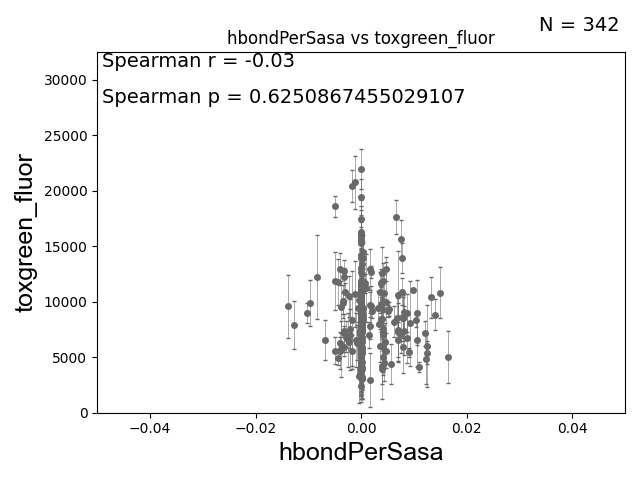 N = 342
hbondPerSasa vs toxgreen_fluor
Spearman r = -0.03
Spearman p = 0.6250867455029107
toxgreen_fluor
30000
25000
20000
15000
10000
5000
0
−0.04 −0.02 0.00 0.02 0.04
hbondPerSasa